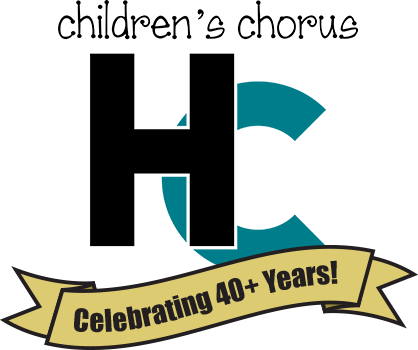 children's chorus
HC
Celebrating 40+ Years!